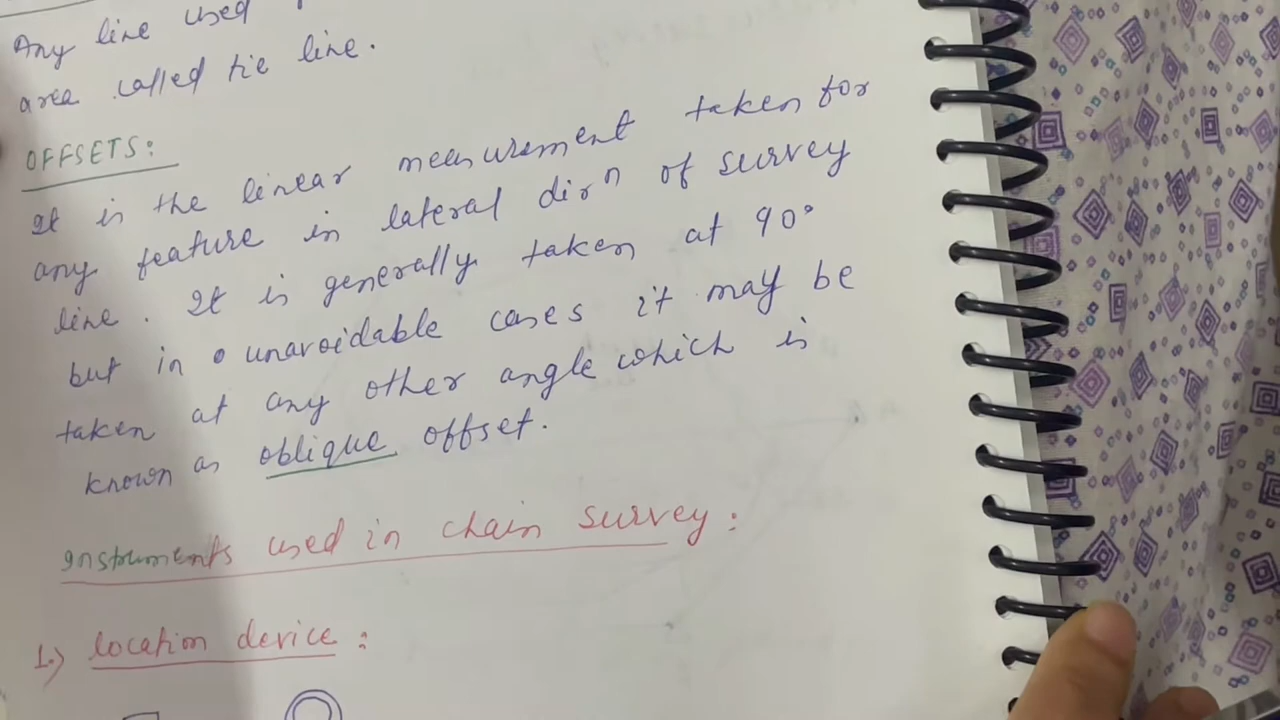 Any line used
area called tie line.
OFFSETS:
It is the linear measurement taken for
any feature in lateral dirn of survey
line. It is generally taken at 90°
but in unavoidable cases it may be
taken at any other angle which is
known as oblique offset.
Instruments used in chain survey:
1.) location device: